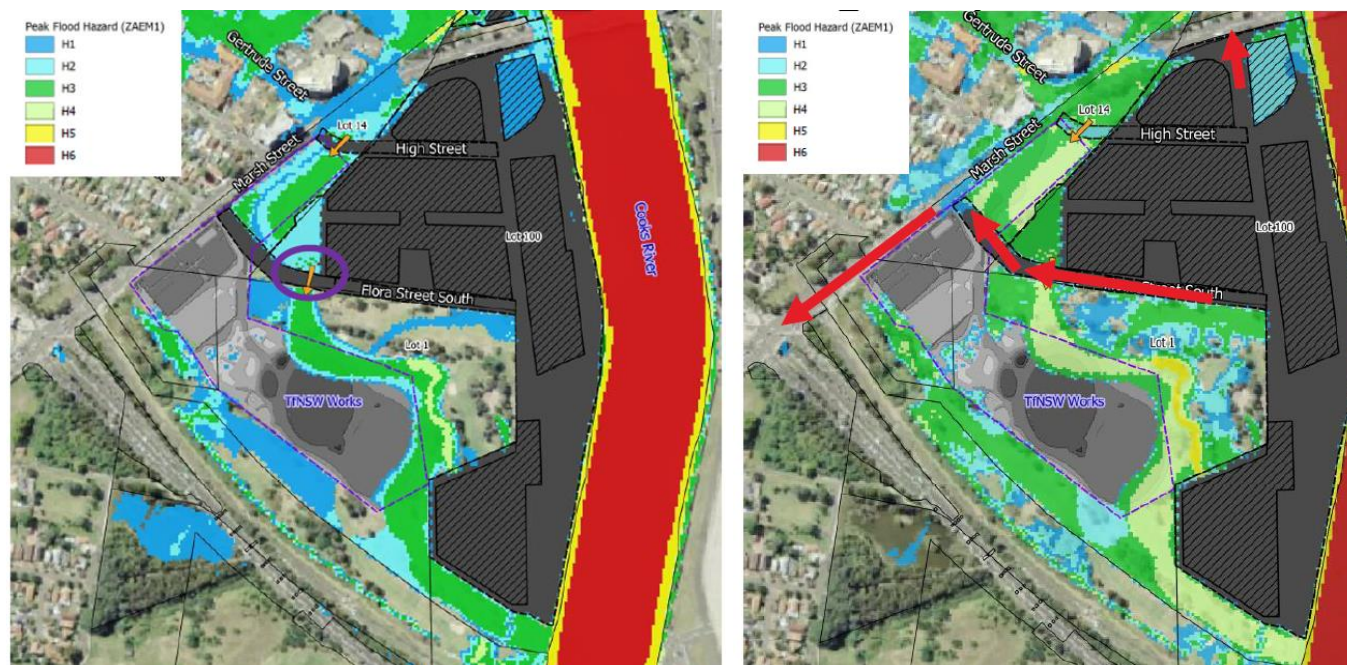 Peak Flood Hazard (ZAEM1)
H1
H2
H3
H4
H5
H6
Gertrude Street
Lot 14
High Street
Marsh Street
Lot 100
Cooks River
Flora Street South
Lot 1
TfNSW Works
Peak Flood Hazard (ZAEM1)
H1
H2
H3
H4
H5
H6
Gertrude Street
Lot 14
High Street
Marsh Street
Lot 100
Street South
Lot 1
TfNSW Works